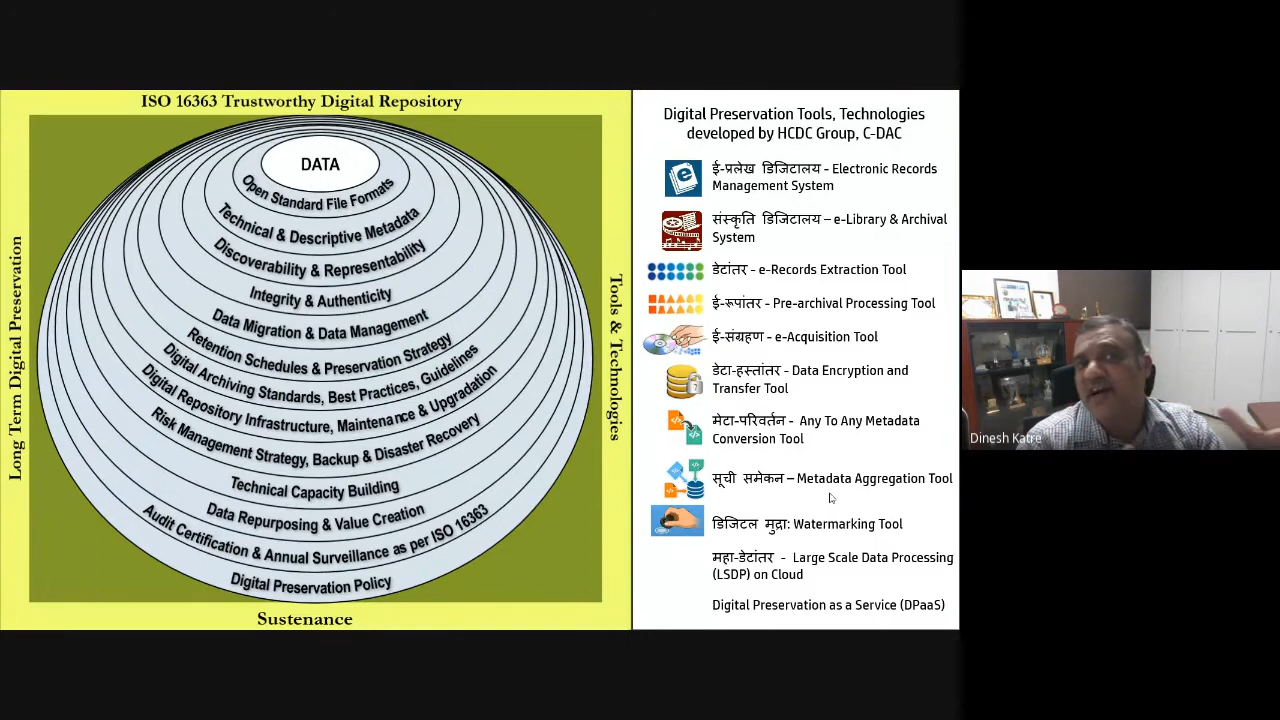 ISO 16363 Trustworthy Digital Repository
Long Term Digital Preservation
DATA
Open Standard File Formats
Technical & Descriptive Metadata
Discoverability & Representability
Integrity & Authenticity
Data Migration & Data Management
Retention Schedules & Preservation Strategy
Digital Archiving Standards, Best Practices, Guidelines
Digital Repository Infrastructure, Maintenance & Upgradation
Risk Management Strategy, Backup & Disaster Recovery
Technical Capacity Building
Data Repurposing & Value Creation
Audit Certification & Annual Surveillance as per ISO 16363
Digital Preservation Policy
Tools & Technologies
Sustenance
Digital Preservation Tools, Technologies
developed by HCDC Group, C-DAC
ई-प्रलेख डिजिटालय - Electronic Records
Management System
संस्कृति डिजिटालय – e-Library & Archival
System
डेटांतर - e-Records Extraction Tool
ई-रूपांतर - Pre-archival Processing Tool
ई-संग्रहण - e-Acquisition Tool
डेटा-हस्तांतर - Data Encryption and
Transfer Tool
मेटा-परिवर्तन - Any To Any Metadata
Conversion Tool
सूची समेकन – Metadata Aggregation Tool
डिजिटल मुद्रा: Watermarking Tool
महा-डेटांतर - Large Scale Data Processing
(LSDP) on Cloud
Digital Preservation as a Service (DPaaS)
Dinesh Katre